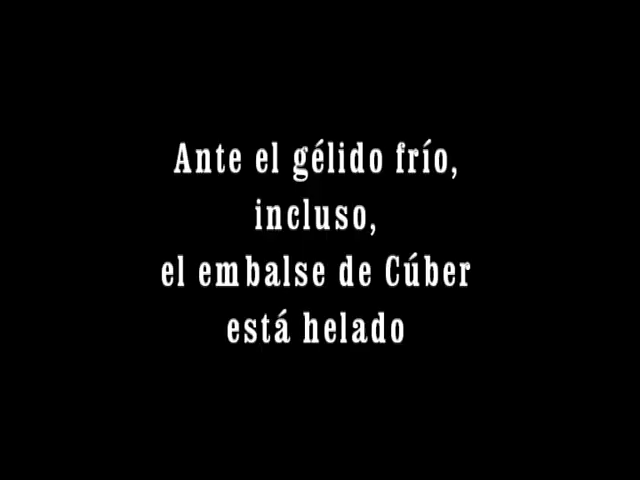 Ante el gélido frío,
incluso,
el embalse de Cúber
está helado